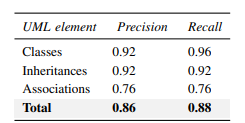 UML element Precision Recall
Classes 0.92 0.96
Inheritances 0.92 0.92
Associations 0.76 0.76
Total 0.86 0.88